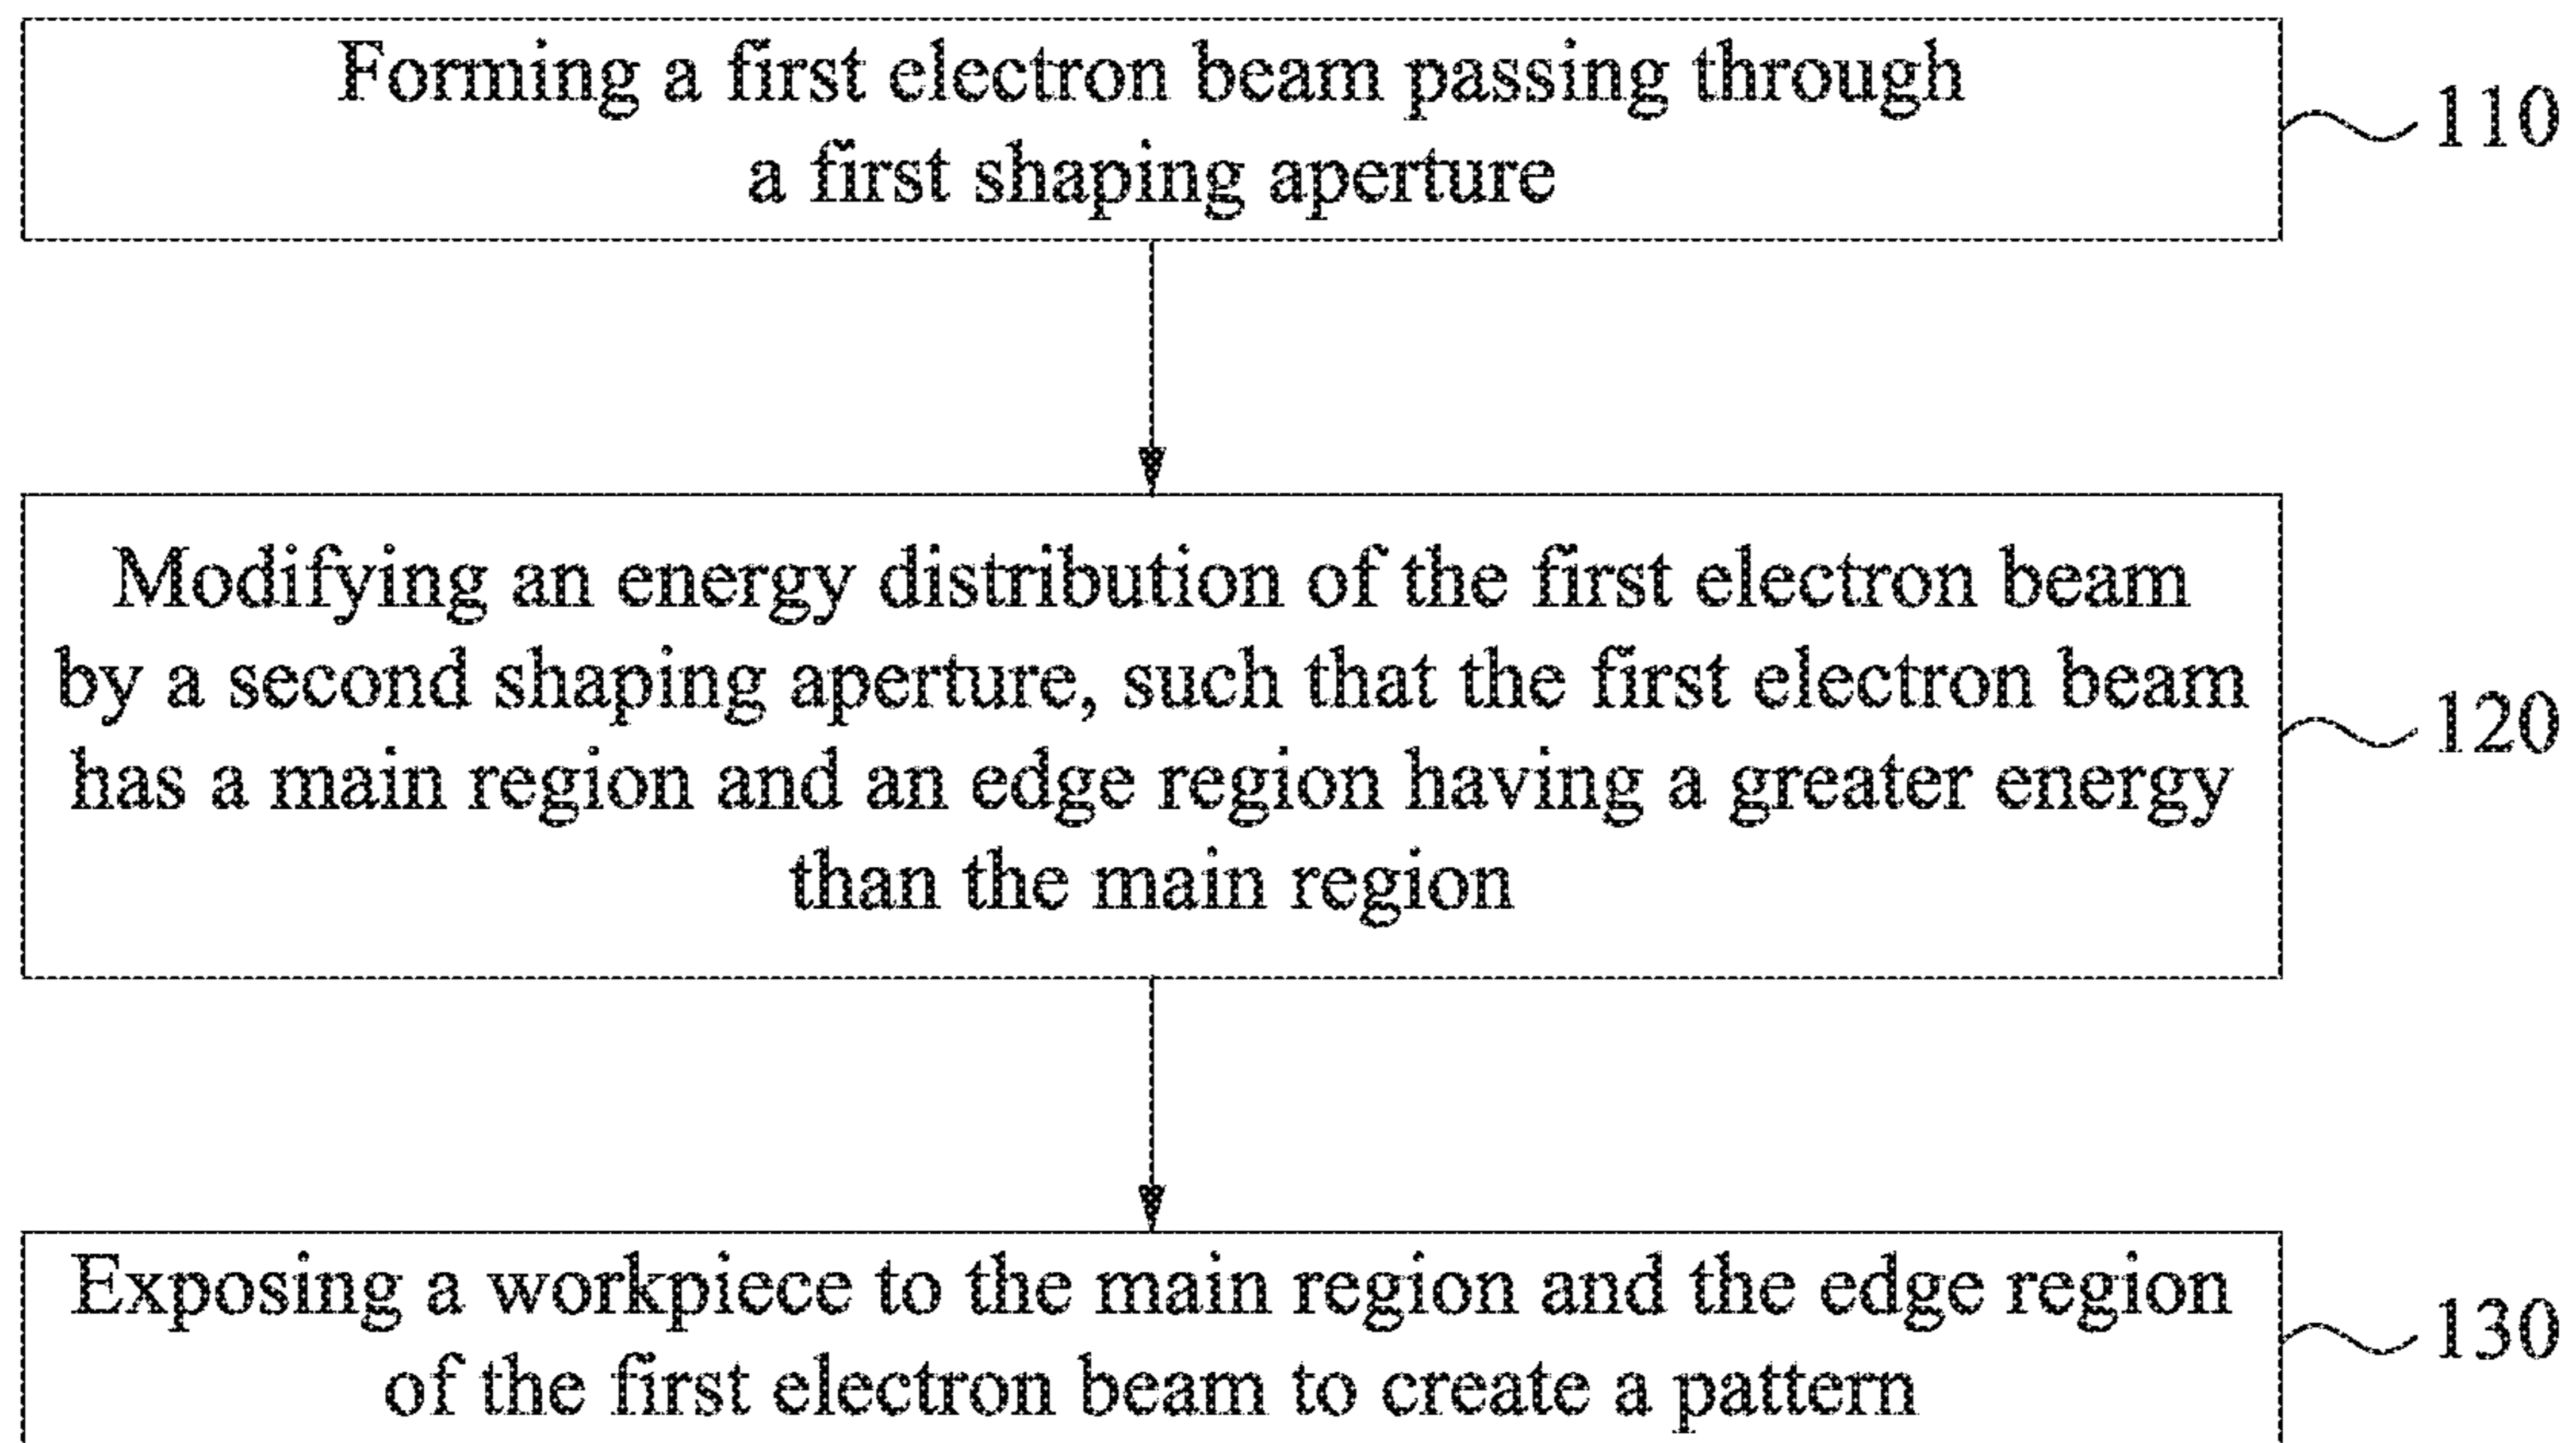 Forming a first electron beam passing through
a first shaping aperture
110
Modifying an energy distribution of the first electron beam
by a second shaping aperture, such that the first electron beam
has a main region and an edge region having a greater energy
than the main region
120
Exposing a workpiece to the main region and the edge region
of the first electron beam to create a pattern
130